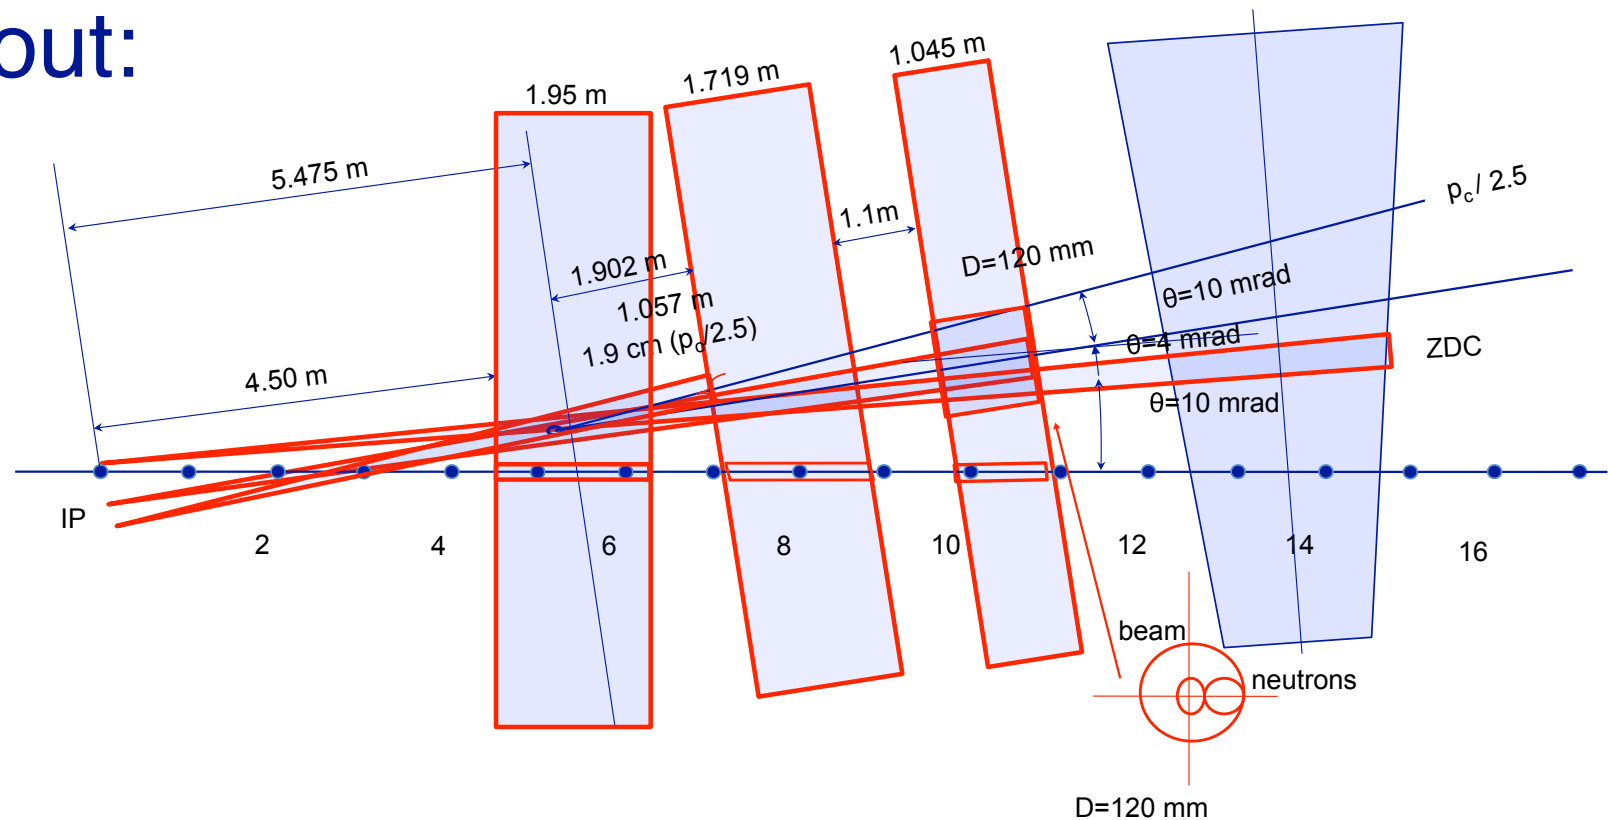 out:
1.045 m
1.719 m
1.95 m
5.475 m
p_c / 2.5
1.1m
D=120 mm
1.902 m
θ=10 mrad
1.057 m
1.9 cm (p_o/2.5)
θ=4 mrad
ZDC
4.50 m
θ=10 mrad
IP
2 4 6 8 10 12 14 16
beam
neutrons
D=120 mm